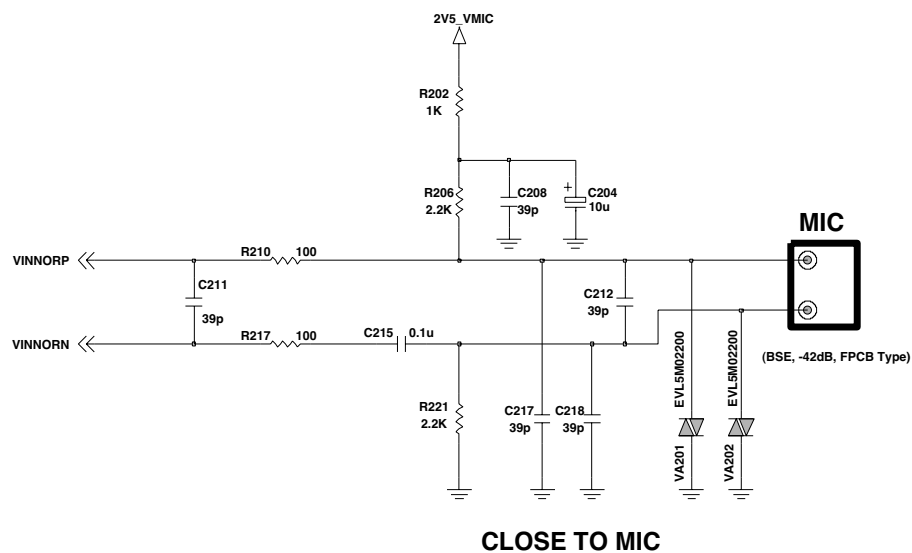 2V5_VMIC
R202
1K
R206
2.2K
C208
39p
+
C204
10u
MIC
VINNORP
R210 100
C211
39p
C212
39p
VINNORN
R217 100
C215 0.1u
(BSE, -42dB, FPCB Type)
EVL5M02200
EVL5M02200
R221
2.2K
C217
39p
C218
39p
VA201
VA202
CLOSE TO MIC